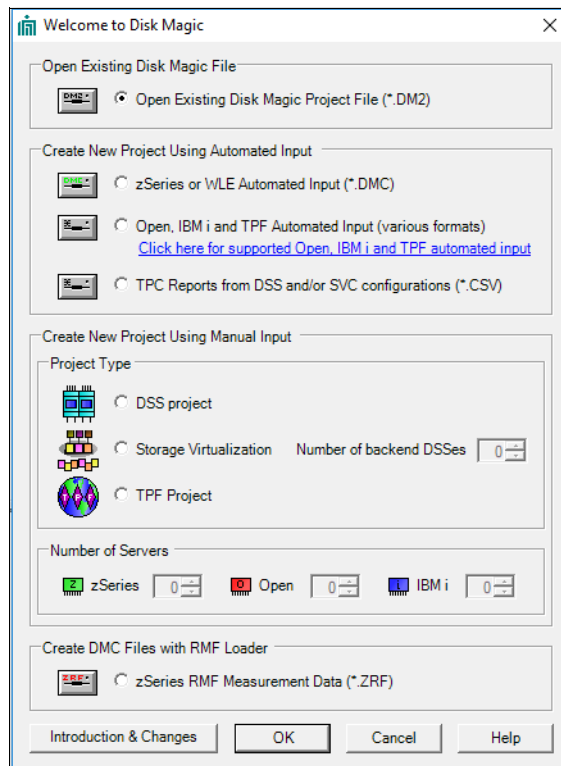 Welcome to Disk Magic
Open Existing Disk Magic File
DM2
Open Existing Disk Magic Project File (*.DM2)
Create New Project Using Automated Input
DMC
zSeries or WLE Automated Input (*.DMC)
Open, IBM i and TPF Automated Input (various formats)
Click here for supported Open, IBM i and TPF automated input
TPC Reports from DSS and/or SVC configurations (*.CSV)
Create New Project Using Manual Input
Project Type
DSS project
Storage Virtualization Number of backend DSSes 0
TPF TPF Project
Number of Servers
Z zSeries 0 O Open 0 i IBM i 0
Create DMC Files with RMF Loader
ZRF
zSeries RMF Measurement Data (*.ZRF)
Introduction & Changes OK Cancel Help